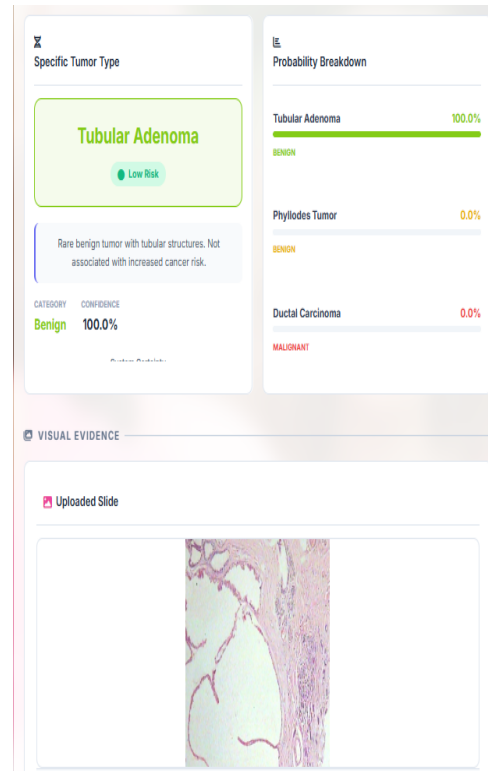 Specific Tumor Type
Tubular Adenoma
Low Risk
Rare benign tumor with tubular structures. Not
associated with increased cancer risk.
CATEGORY CONFIDENCE
Benign 100.0%
System Certainty
Probability Breakdown
Tubular Adenoma 100.0%
BENIGN
Phyllodes Tumor 0.0%
BENIGN
Ductal Carcinoma 0.0%
MALIGNANT
VISUAL EVIDENCE
Uploaded Slide